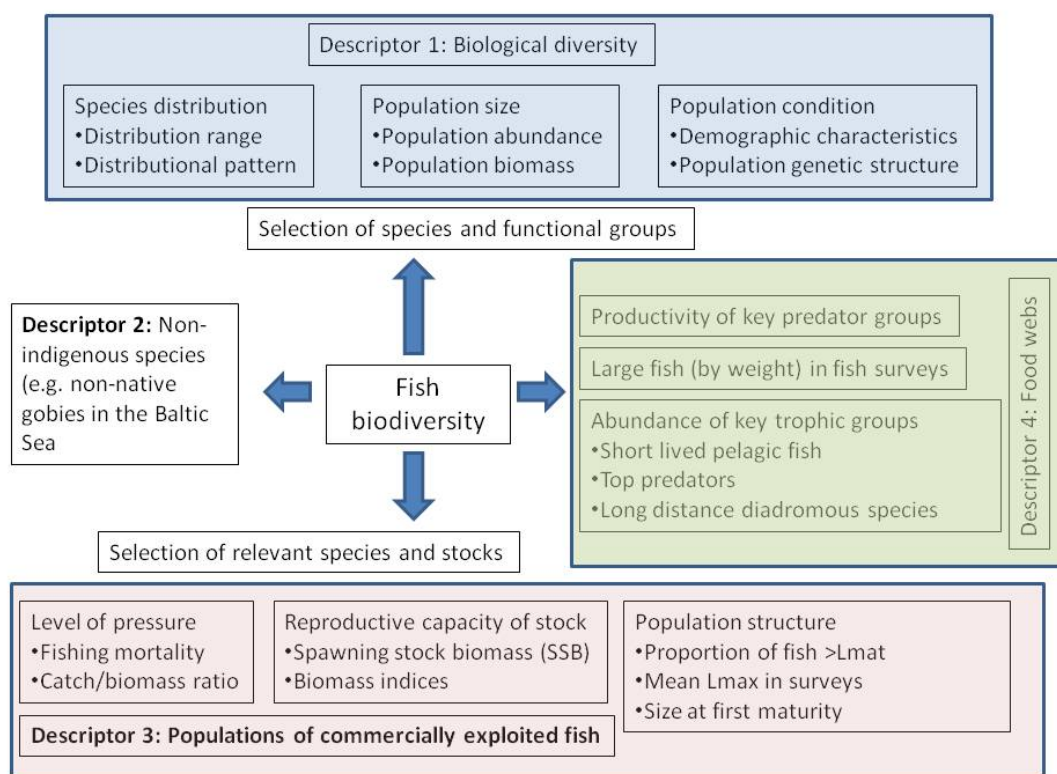 Descriptor 1: Biological diversity
Species distribution
•Distribution range
•Distributional pattern
Population size
•Population abundance
•Population biomass
Population condition
•Demographic characteristics
•Population genetic structure
Selection of species and functional groups
Descriptor 2: Non-
indigenous species
(e.g. non-native
gobies in the Baltic
Sea
Fish
biodiversity
Productivity of key predator groups
Large fish (by weight) in fish surveys
Abundance of key trophic groups
•Short lived pelagic fish
•Top predators
•Long distance diadromous species
Descriptor 4: Food webs
Selection of relevant species and stocks
Level of pressure
•Fishing mortality
•Catch/biomass ratio
Reproductive capacity of stock
•Spawning stock biomass (SSB)
•Biomass indices
Population structure
•Proportion of fish >Lmat
•Mean Lmax in surveys
•Size at first maturity
Descriptor 3: Populations of commercially exploited fish